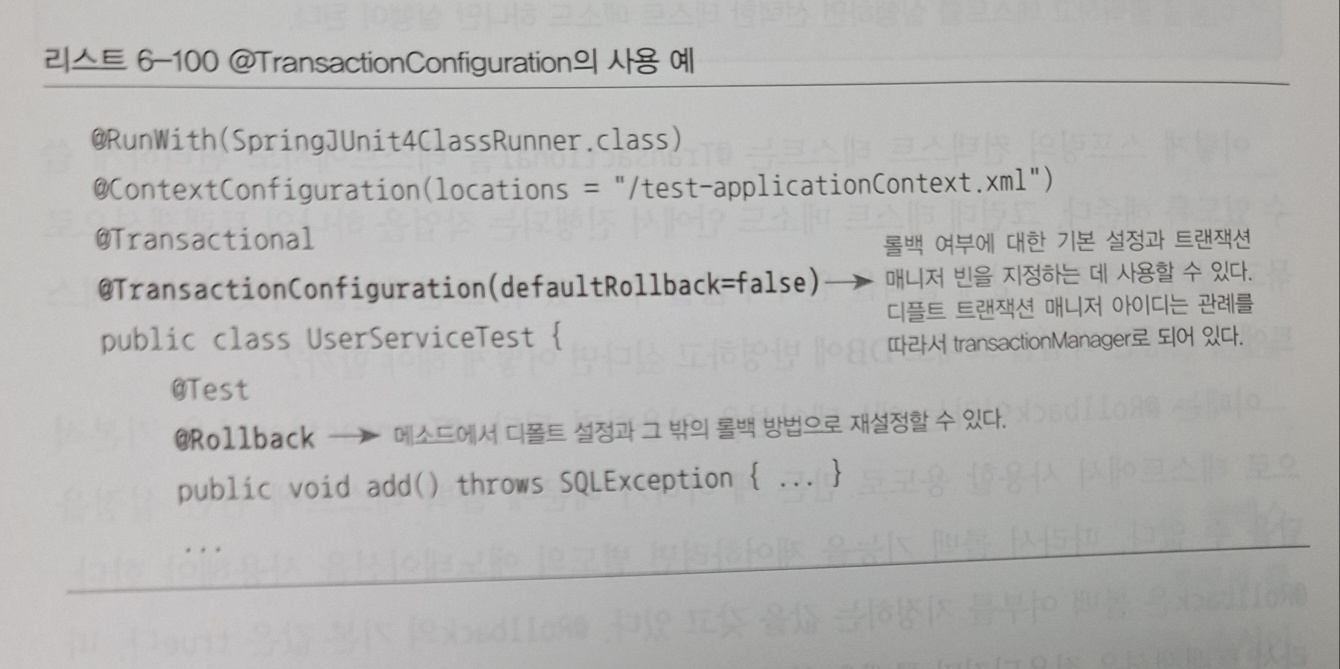 리스트 6-100 @TransactionConfiguration의 사용 예
@RunWith(SpringJUnit4ClassRunner.class)
@ContextConfiguration(locations = "/test-applicationContext.xml")
@Transactional
@TransactionConfiguration(defaultRollback=false)
롤백 여부에 대한 기본 설정과 트랜잭션
매니저 빈을 지정하는 데 사용할 수 있다.
디플트 트랜잭션 매니저 아이디는 관례를
따라서 transactionManager로 되어 있다.
public class UserServiceTest {
@Test
@Rollback
메소드에서 디폴트 설정과 그 밖의 롤백 방법으로 재설정할 수 있다.
public void add() throws SQLException { ... }
...